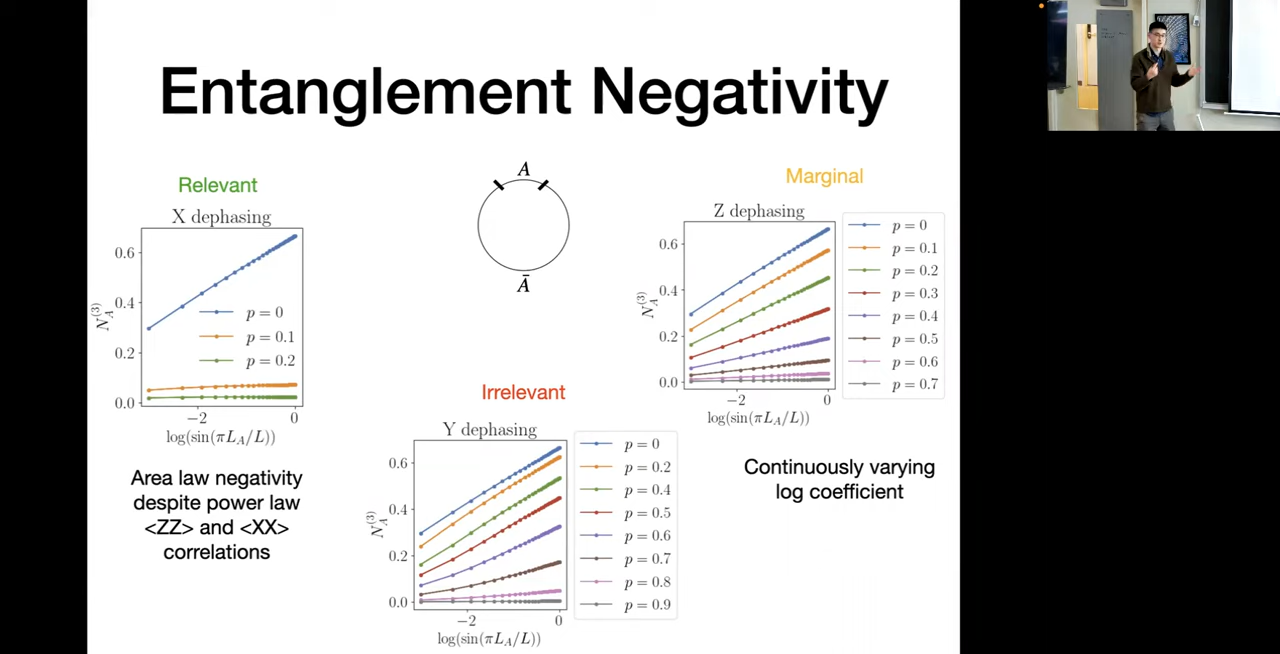 Entanglement Negativity
Relevant
X dephasing
N_A^{(3)}
0.6
0.4
0.2
0.0
p = 0
p = 0.1
p = 0.2
−2
0
log(sin(πL_A/L))
Area law negativity
despite power law
<ZZ> and <XX>
correlations
A
Ā
Irrelevant
Y dephasing
N_A^{(3)}
0.6
0.4
0.2
0.0
−2
0
log(sin(πL_A/L))
p = 0
p = 0.2
p = 0.4
p = 0.5
p = 0.6
p = 0.7
p = 0.8
p = 0.9
Marginal
Z dephasing
N_A^{(3)}
0.6
0.4
0.2
0.0
−2
0
log(sin(πL_A/L))
p = 0
p = 0.1
p = 0.2
p = 0.3
p = 0.4
p = 0.5
p = 0.6
p = 0.7
Continuously varying
log coefficient